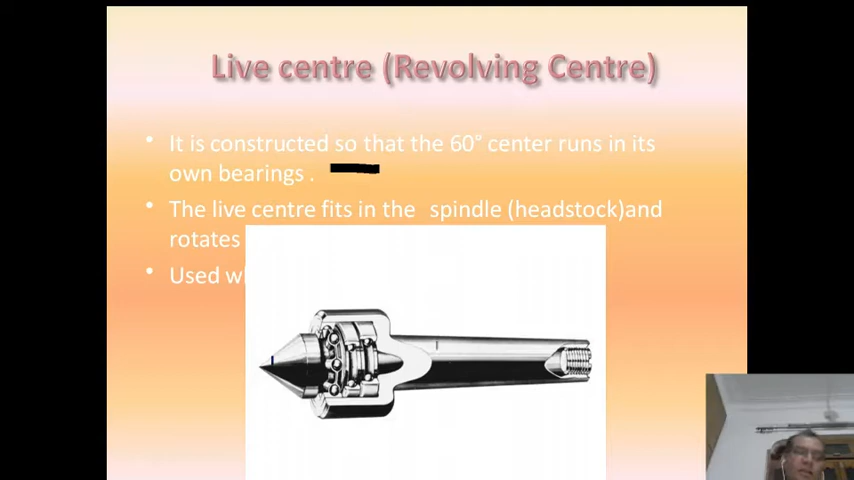 Live centre (Revolving Centre)
• It is constructed so that the 60° center runs in its
own bearings .
• The live centre fits in the spindle (headstock)and
rotates
• Used